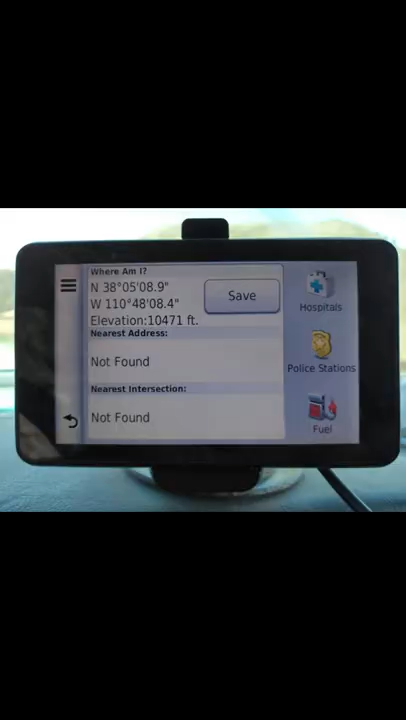 Where Am I?
N 38°05'08.9"
W 110°48'08.4"
Elevation:10471 ft.
Save
Nearest Address:
Not Found
Nearest Intersection:
Not Found
Hospitals
Police Stations
Fuel